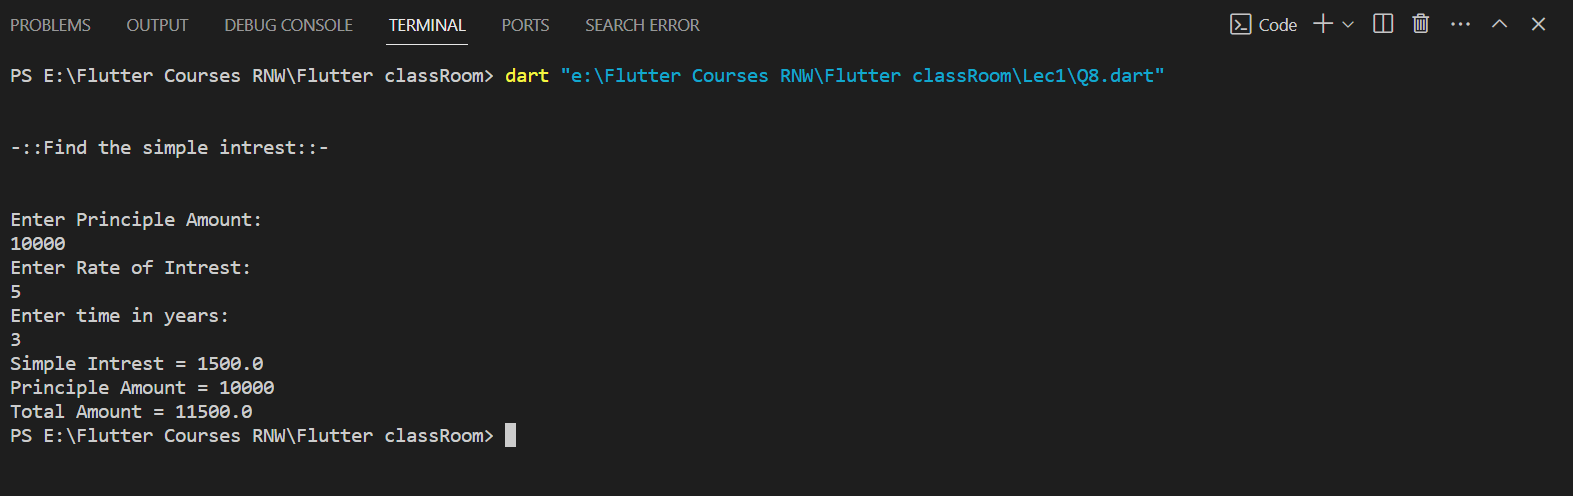 PROBLEMS OUTPUT DEBUG CONSOLE TERMINAL PORTS SEARCH ERROR Code
PS E:\Flutter Courses RNW\Flutter classRoom> dart "e:\Flutter Courses RNW\Flutter classRoom\Lec1\Q8.dart"
-::Find the simple intrest::-
Enter Principle Amount:
10000
Enter Rate of Intrest:
5
Enter time in years:
3
Simple Intrest = 1500.0
Principle Amount = 10000
Total Amount = 11500.0
PS E:\Flutter Courses RNW\Flutter classRoom>